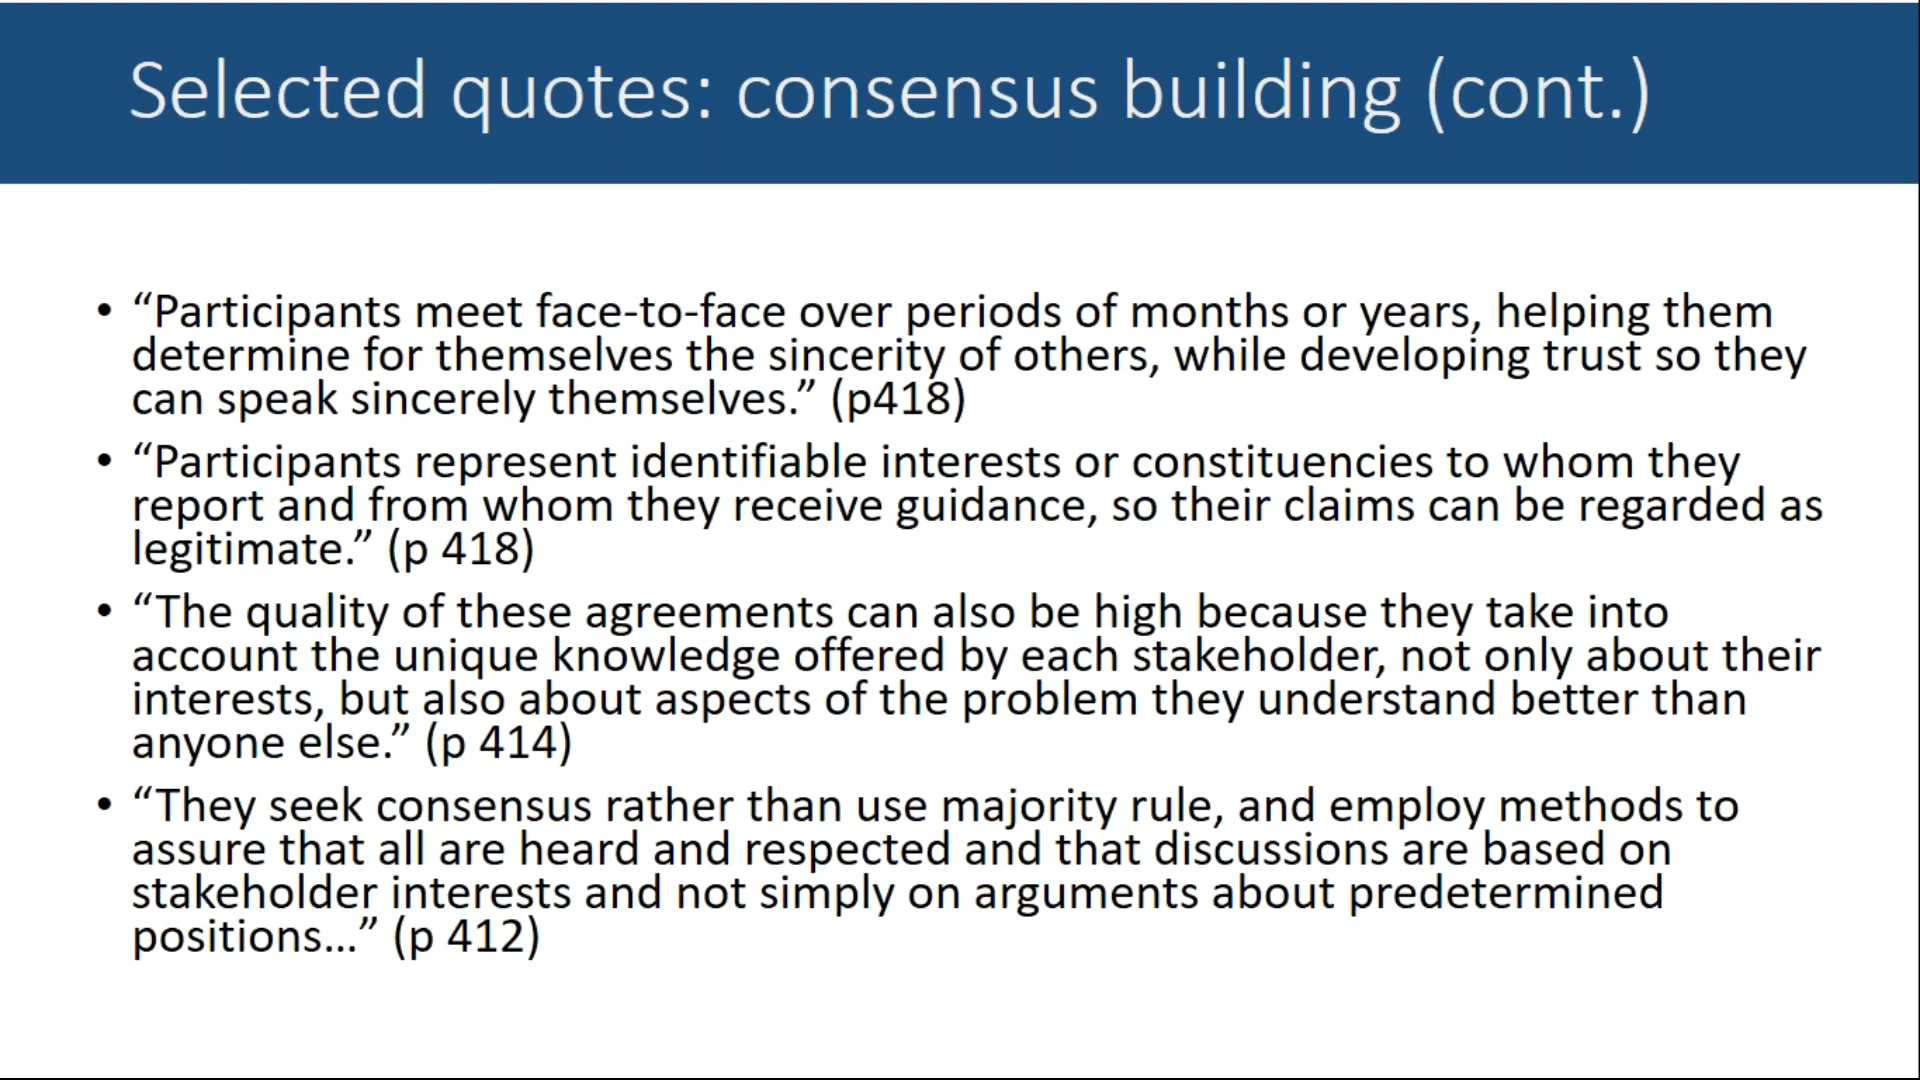 Selected quotes: consensus building (cont.)
• “Participants meet face-to-face over periods of months or years, helping them
determine for themselves the sincerity of others, while developing trust so they
can speak sincerely themselves.” (p418)
• “Participants represent identifiable interests or constituencies to whom they
report and from whom they receive guidance, so their claims can be regarded as
legitimate.” (p 418)
• “The quality of these agreements can also be high because they take into
account the unique knowledge offered by each stakeholder, not only about their
interests, but also about aspects of the problem they understand better than
anyone else.” (p 414)
• “They seek consensus rather than use majority rule, and employ methods to
assure that all are heard and respected and that discussions are based on
stakeholder interests and not simply on arguments about predetermined
positions…” (p 412)